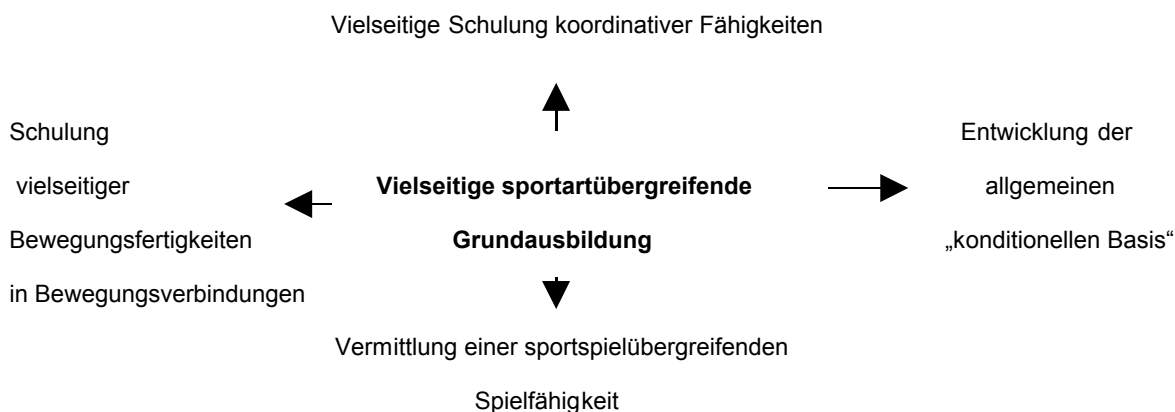 Vielseitige Schulung koordinativer Fähigkeiten
Schulung
vielseitiger
Bewegungsfertigkeiten
in Bewegungsverbindungen
Vielseitige sportartübergreifende
Grundausbildung
Entwicklung der
allgemeinen
„konditionellen Basis“
Vermittlung einer sportspielübergreifenden
Spielfähigkeit